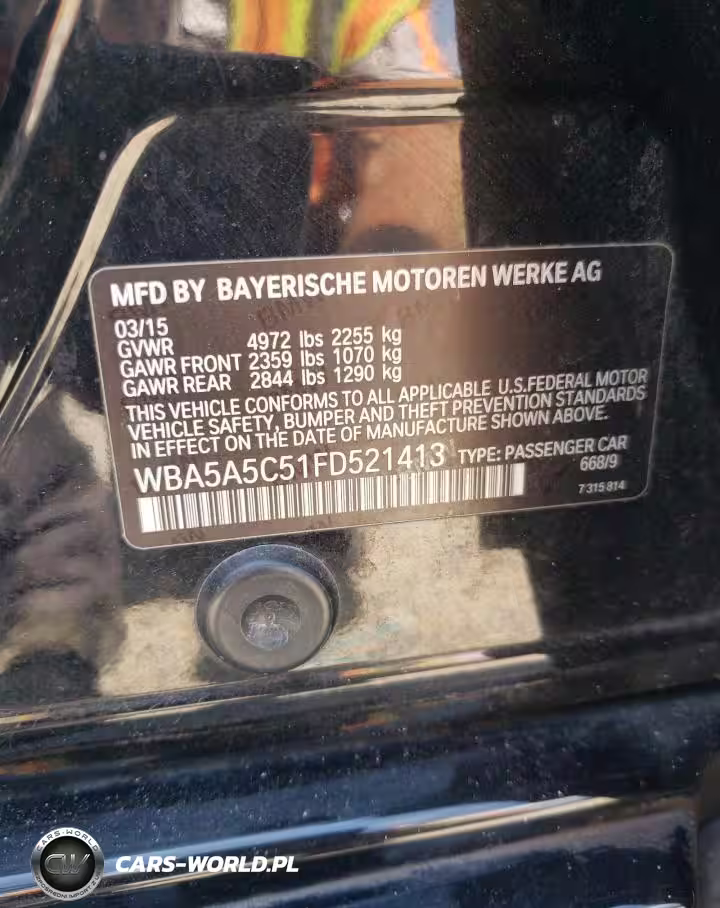 MFD BY BAYERISCHE MOTOREN WERKE AG
03/15
GVWR 4972 lbs 2255 kg
GAWR FRONT 2359 lbs 1070 kg
GAWR REAR 2844 lbs 1290 kg
THIS VEHICLE CONFORMS TO ALL APPLICABLE U.S.FEDERAL MOTOR
VEHICLE SAFETY, BUMPER AND THEFT PREVENTION STANDARDS
IN EFFECT ON THE DATE OF MANUFACTURE SHOWN ABOVE.
WBA5A5C51FD521413 TYPE: PASSENGER CAR
668/9
7 315 814
CARS-WORLD
CW
CARS-WORLD.PL